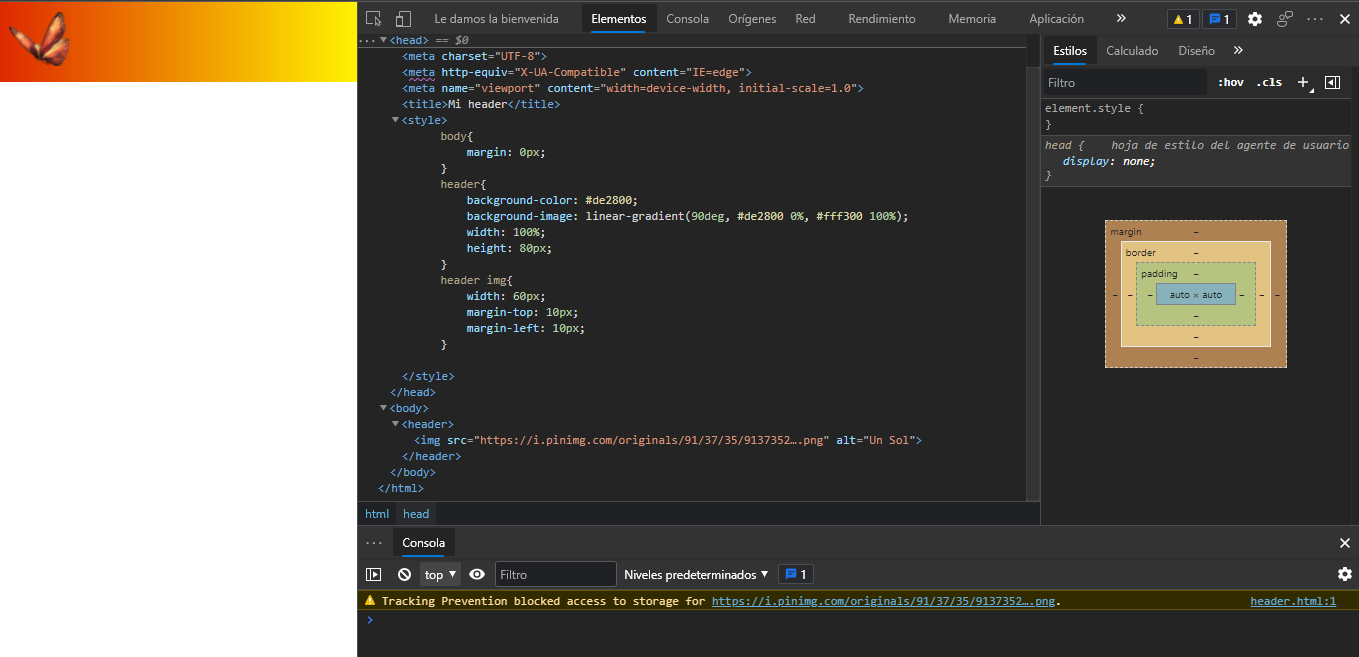 Le damos la bienvenida Elementos Consola Orígenes Red Rendimiento Memoria Aplicación » 1 1 ··· ✕
··· ▼<head> == $0
<meta charset="UTF-8">
<meta http-equiv="X-UA-Compatible" content="IE=edge">
<meta name="viewport" content="width=device-width, initial-scale=1.0">
<title>Mi header</title>
▼<style>
body{
margin: 0px;
}
header{
background-color: #de2800;
background-image: linear-gradient(90deg, #de2800 0%, #fff300 100%);
width: 100%;
height: 80px;
}
header img{
width: 60px;
margin-top: 10px;
margin-left: 10px;
}
</style>
</head>
▼<body>
▼<header>
<img src="https://i.pinimg.com/originals/91/37/35/9137352….png" alt="Un Sol">
</header>
</body>
</html>
html head
Estilos Calculado Diseño »
Filtro :hov .cls +
element.style {
}
head { hoja de estilo del agente de usuario
display: none;
}
margin –
border –
padding –
– – – auto × auto – – –
–
–
–
··· Consola ✕
top ▼ Filtro Niveles predeterminados ▼ 1
Tracking Prevention blocked access to storage for https://i.pinimg.com/originals/91/37/35/9137352….png. header.html:1
>